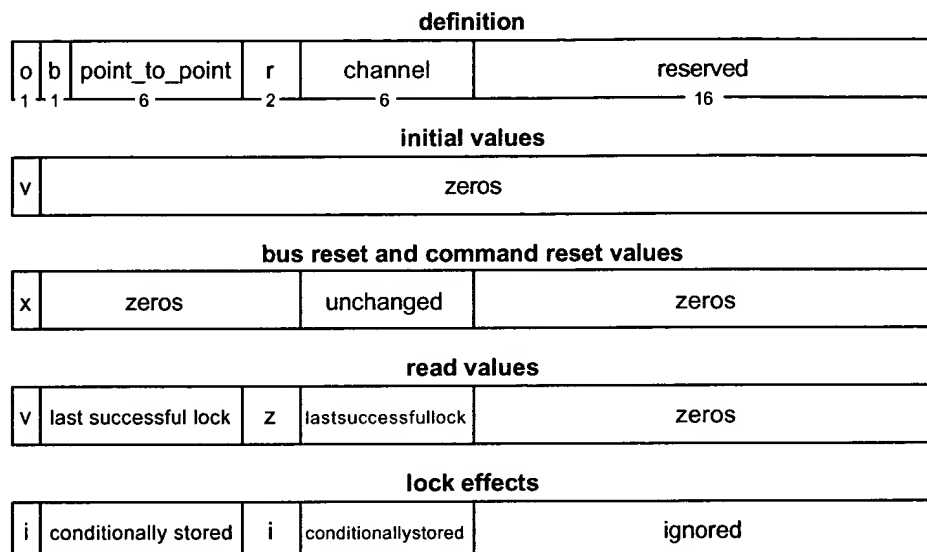 definition
o b point_to_point r channel reserved
1 1 6 2 6 16
initial values
v zeros
bus reset and command reset values
x zeros unchanged zeros
read values
v last successful lock z lastsuccessfullock zeros
lock effects
i conditionally stored i conditionallystored ignored